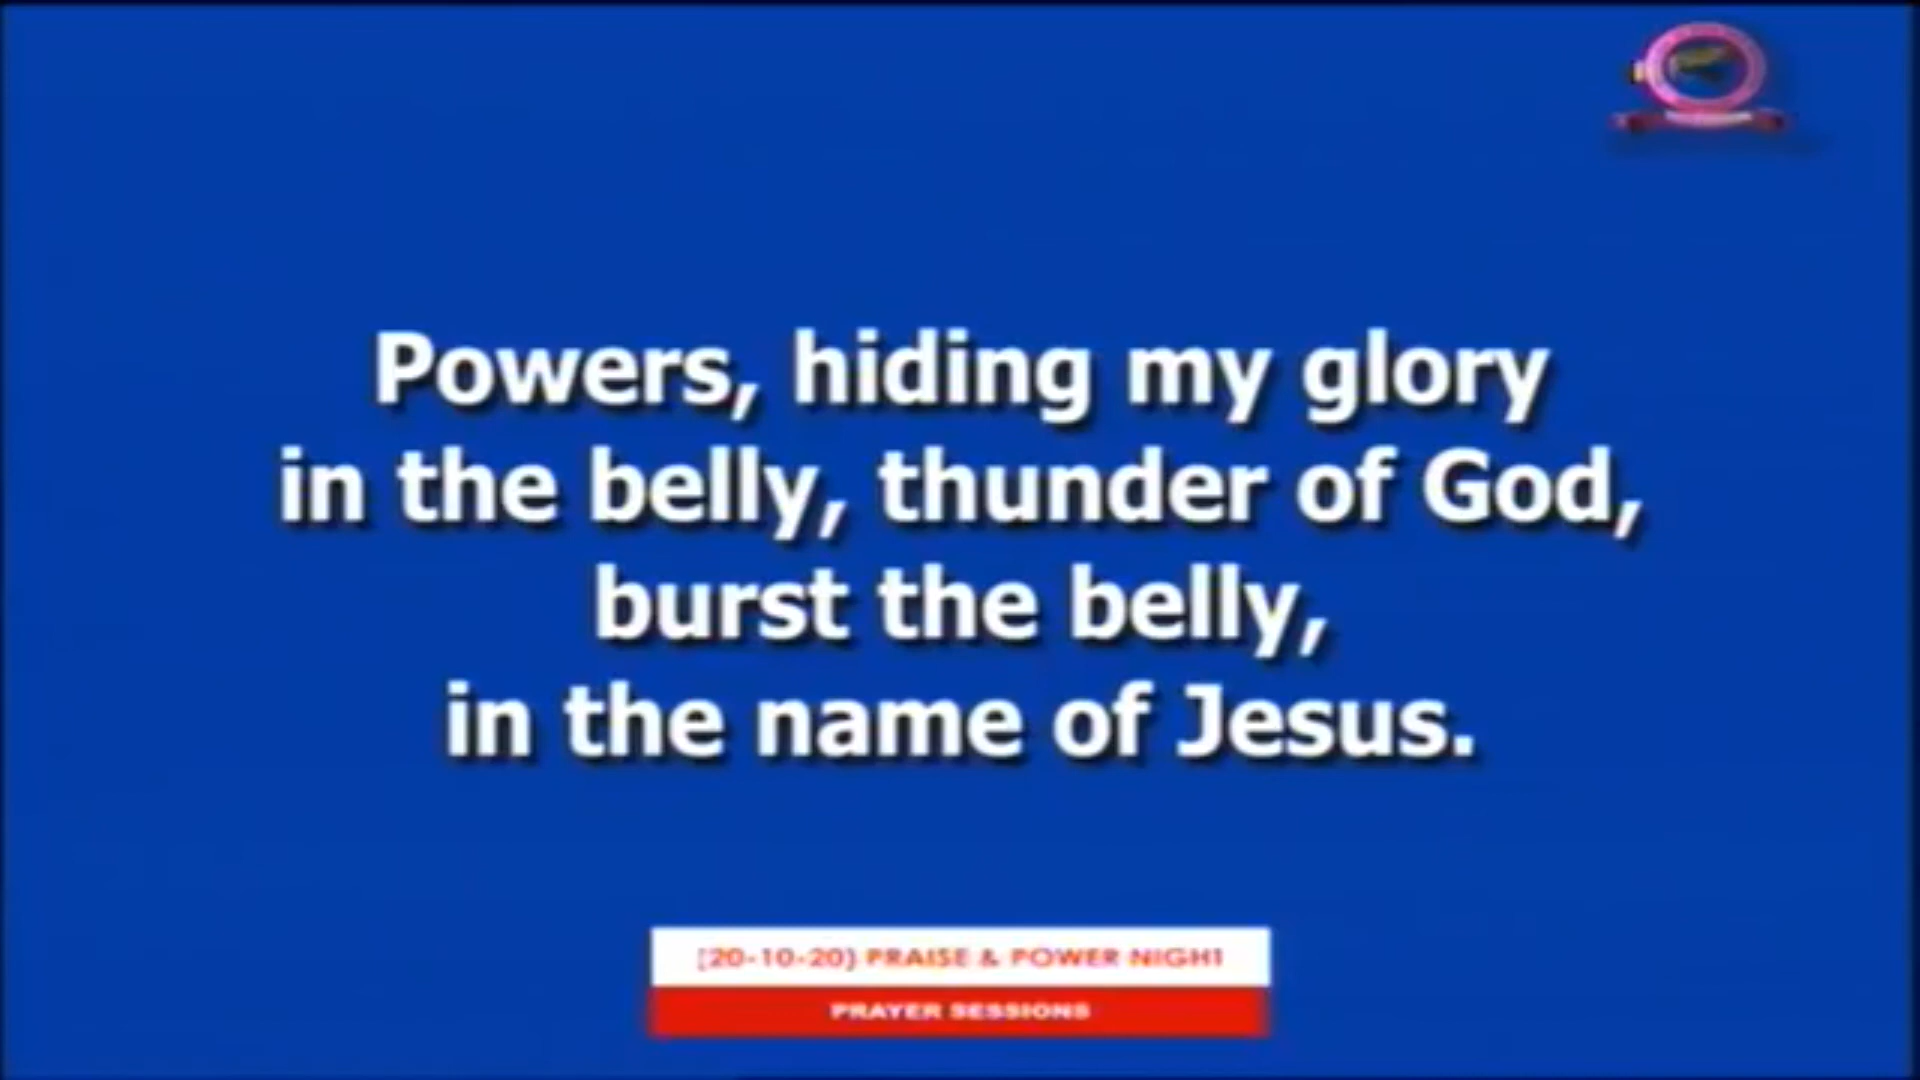 Powers, hiding my glory
in the belly, thunder of God,
burst the belly,
in the name of Jesus.
[20-10-20} PRAISE & POWER NIGHT
PRAYER SESSIONS